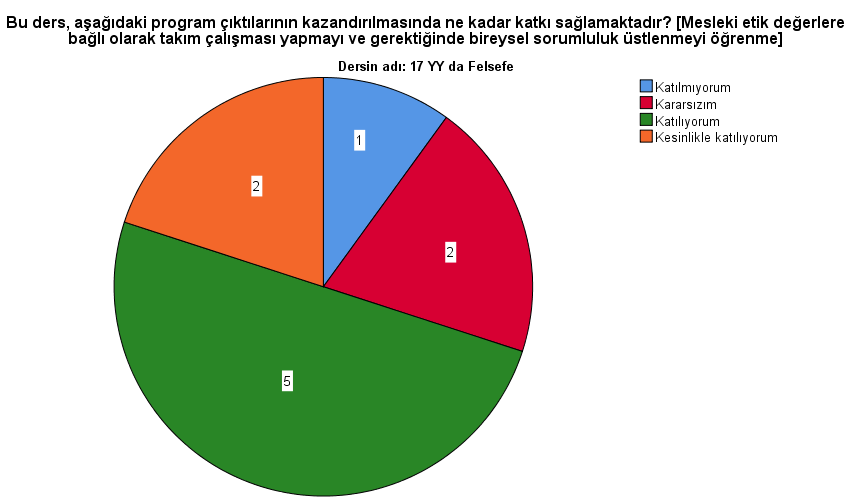 Bu ders, aşağıdaki program çıktılarının kazandırılmasında ne kadar katkı sağlamaktadır? [Mesleki etik değerlere
bağlı olarak takım çalışması yapmayı ve gerektiğinde bireysel sorumluluk üstlenmeyi öğrenme]
Dersin adı: 17 YY da Felsefe
Katılmıyorum
Kararsızım
Katılıyorum
Kesinlikle katılıyorum
1
2
2
5